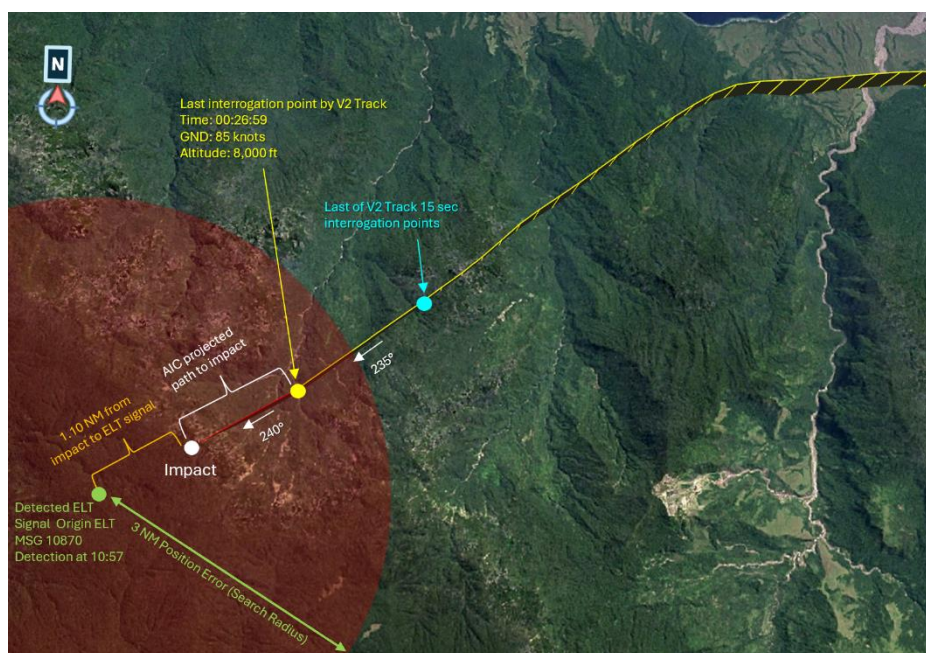 N
Last interrogation point by V2 Track
Time: 00:26:59
GND: 85 knots
Altitude: 8,000 ft
Last of V2 Track 15 sec
interrogation points
AIC projected
path to impact
235°
240°
1.10 NM from
impact to ELT signal
Impact
Detected ELT
Signal Origin ELT
MSG 10870
Detection at 10:57
3 NM Position Error (Search Radius)